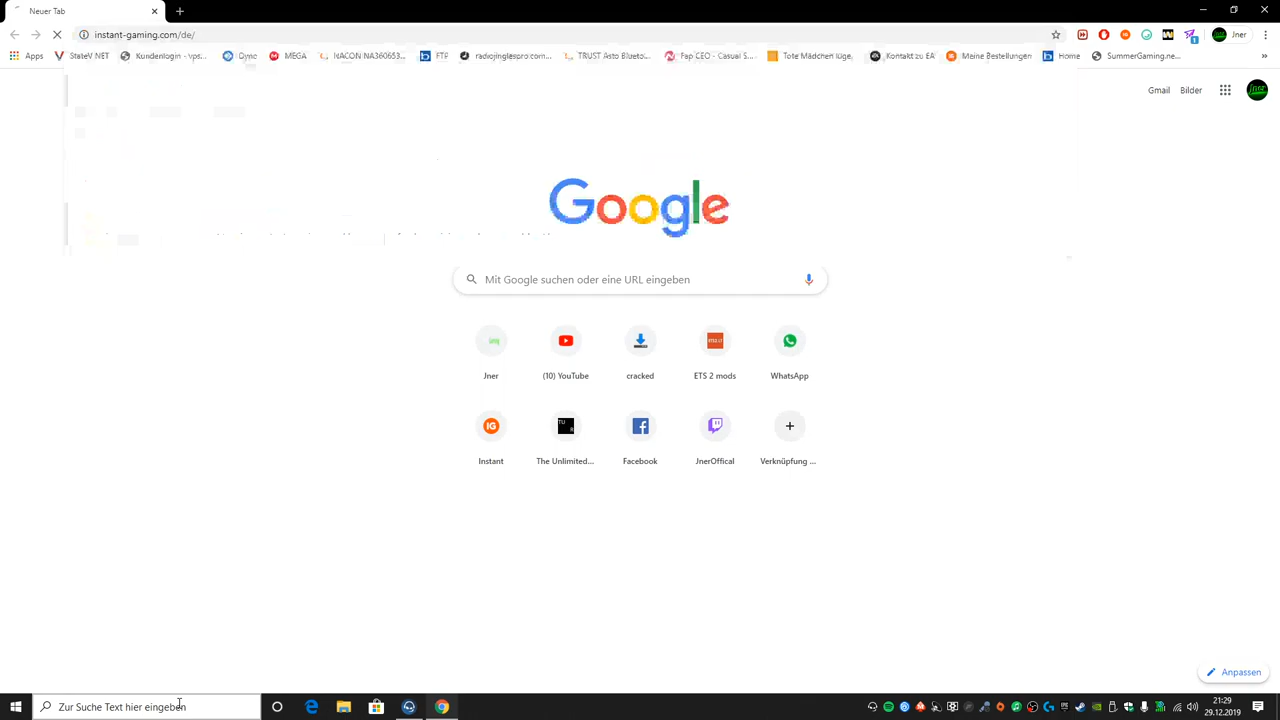 Neuer Tab
instant-gaming.com/de/
Jner
Apps StateV NET Kundenlogin - vps... MEGA NACON NA360653... FTP radiojinglespro.com... TRUST Asto Blueto... Fap CEO - Casual S... Tote Mädchen lüge... Kontakt zu EA Meine Bestellungen Home SummerGaming.ne... »
Gmail Bilder
Google
Mit Google suchen oder eine URL eingeben
Jner (10) YouTube cracked ETS 2 mods WhatsApp
IG
Instant The Unlimited... Facebook JnerOffical Verknüpfung ...
Anpassen
Zur Suche Text hier eingeben
21:29
29.12.2019